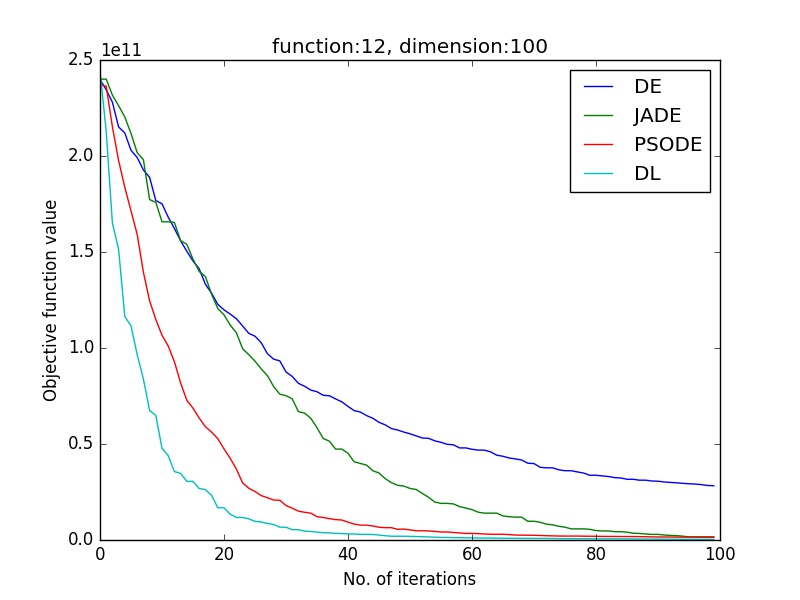 function:12, dimension:100
1e11
2.5
2.0
1.5
1.0
0.5
0.0
0
20
40
60
80
100
Objective function value
No. of iterations
DE
JADE
PSODE
DL